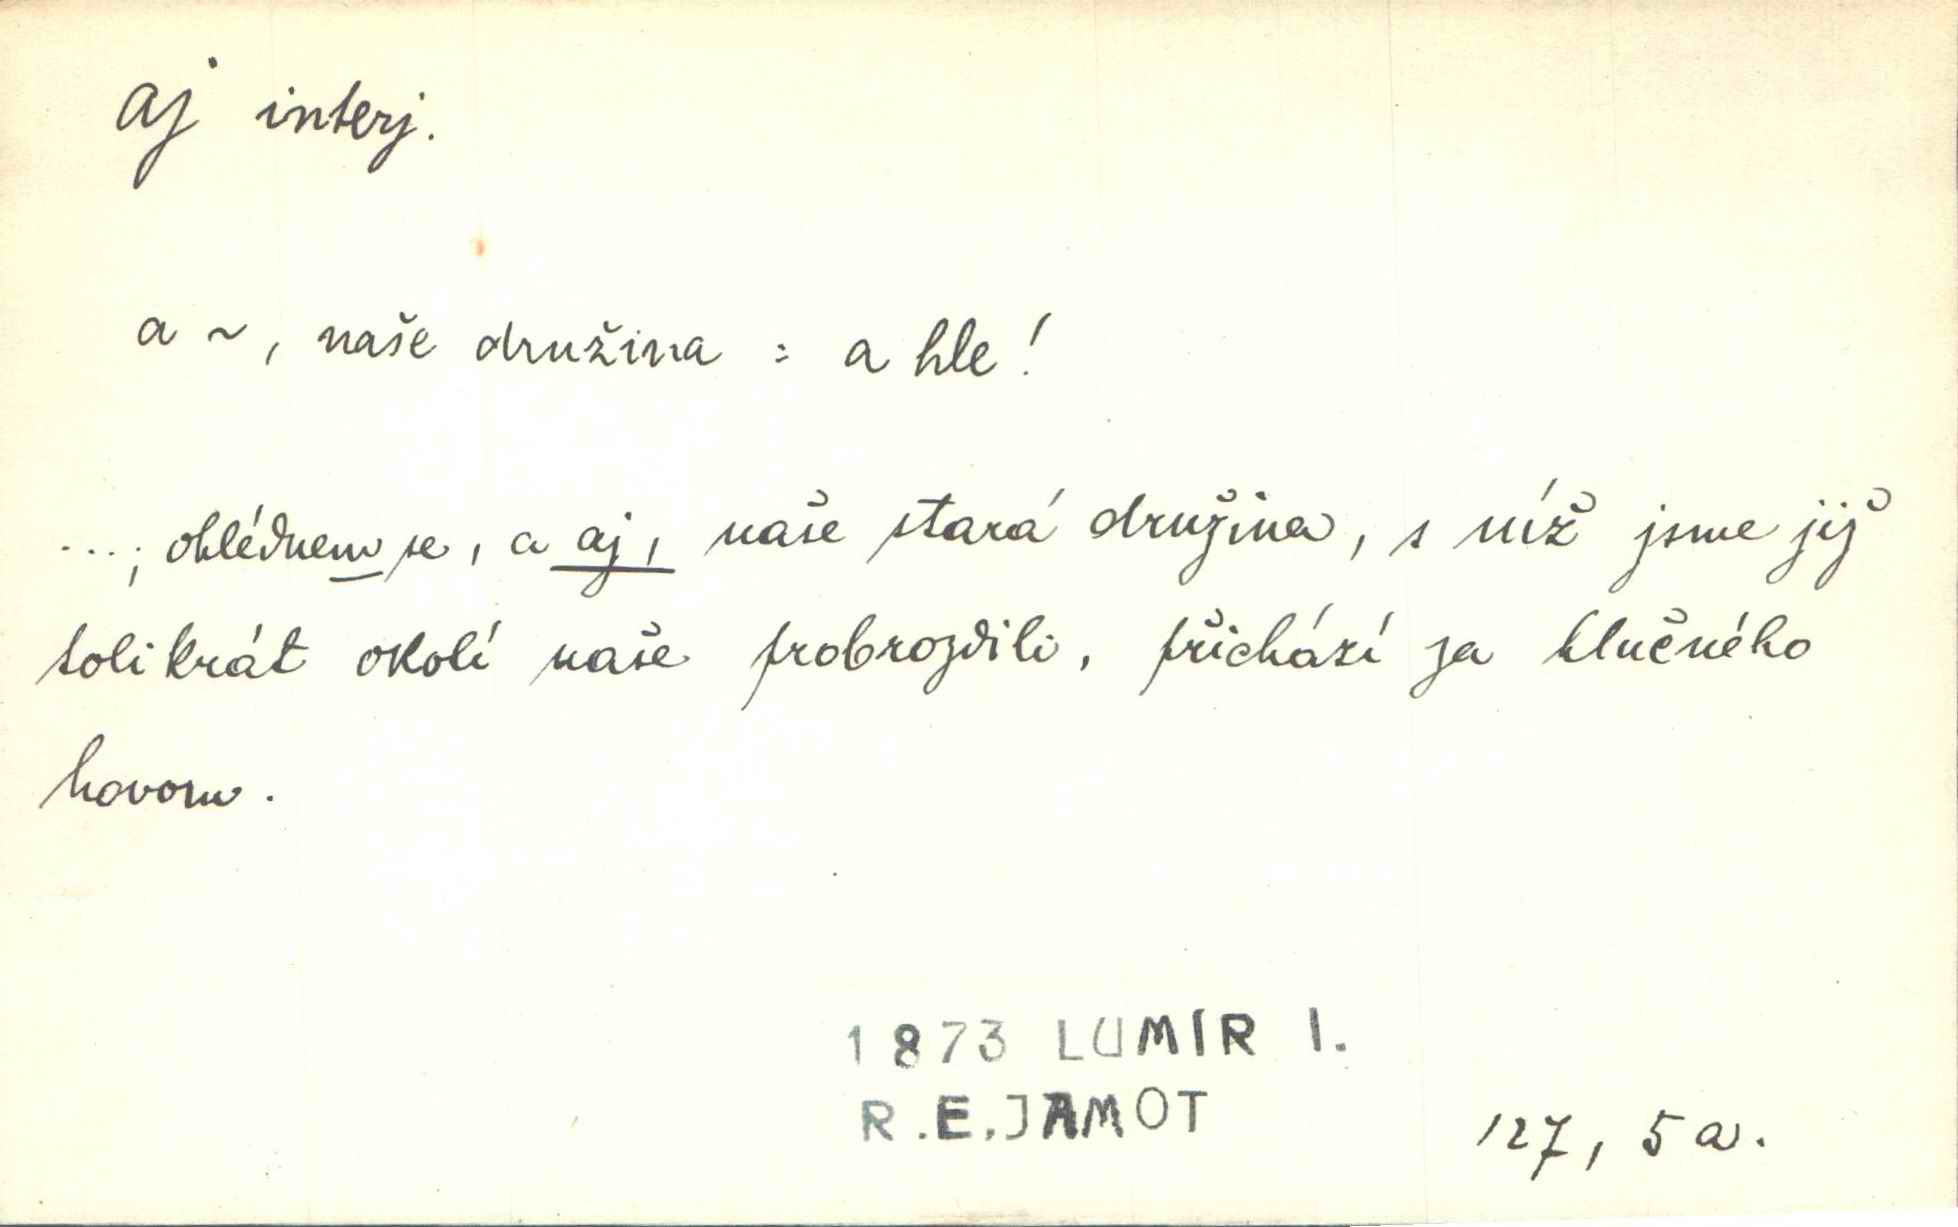 aj interj.
a ~, naše družina = a hle!
...; ohlédnem se, a aj, naše stará družina, s níž jsme již
tolikrát okolí naše probrozdili, přichází za hlučného
hovoru.
1873 LUMÍR I.
R.E.JAMOT
127, 5 a.